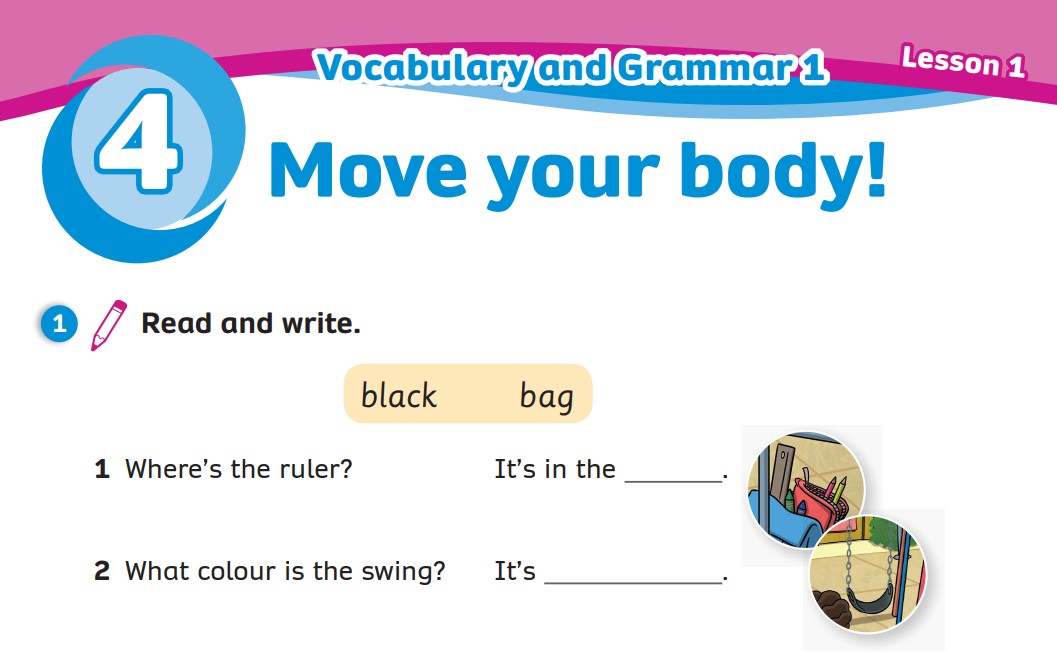 Vocabulary and Grammar 1
Lesson 1
4
Move your body!
1 Read and write.
black bag
1 Where's the ruler? It's in the _______.
2 What colour is the swing? It's _____________.